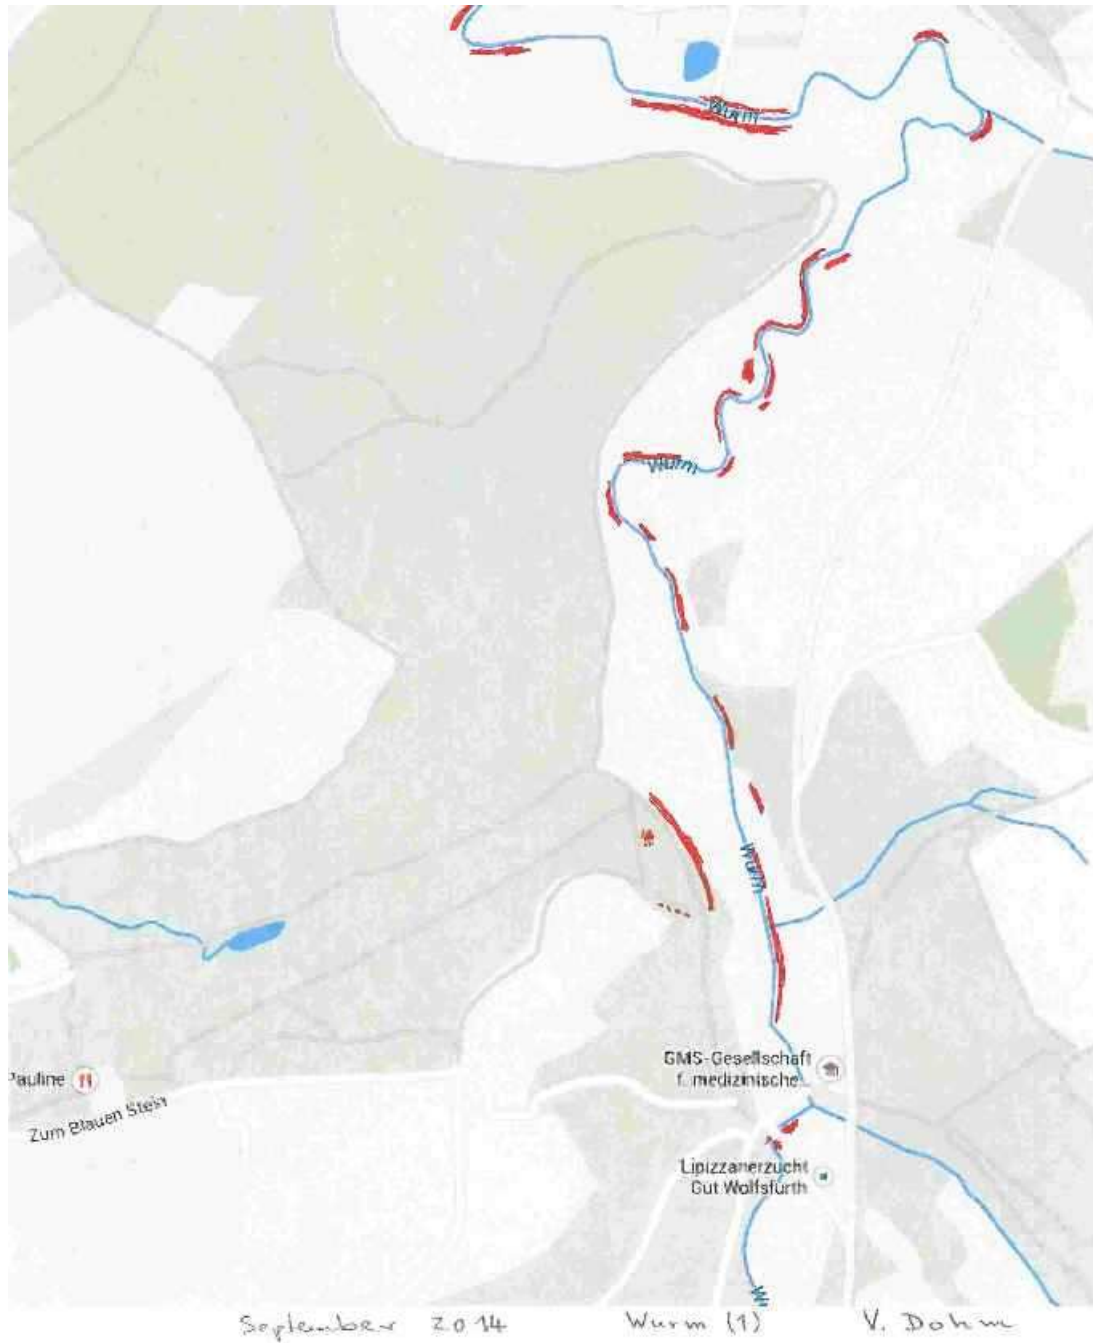 Wurm
Wurm
Wurm
GMS-Gesellschaft
f. medizinische...
Pauline
Zum Blauen Stein
Lipizzanerzucht
Gut Wolfsfurth
W
September 2014 Wurm (1) V. Dohm